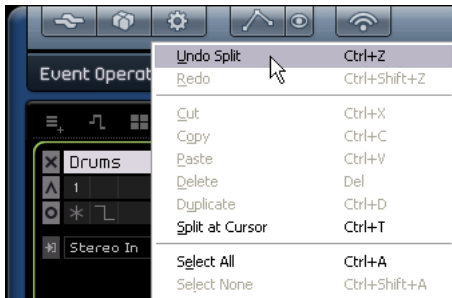 Undo Split Ctrl+Z
Event Operat
Redo Ctrl+Shift+Z
Cut Ctrl+X
Copy Ctrl+C
Drums
Paste Ctrl+V
1
Delete Del
Duplicate Ctrl+D
Split at Cursor Ctrl+T
Stereo In
Select All Ctrl+A
Select None Ctrl+Shift+A